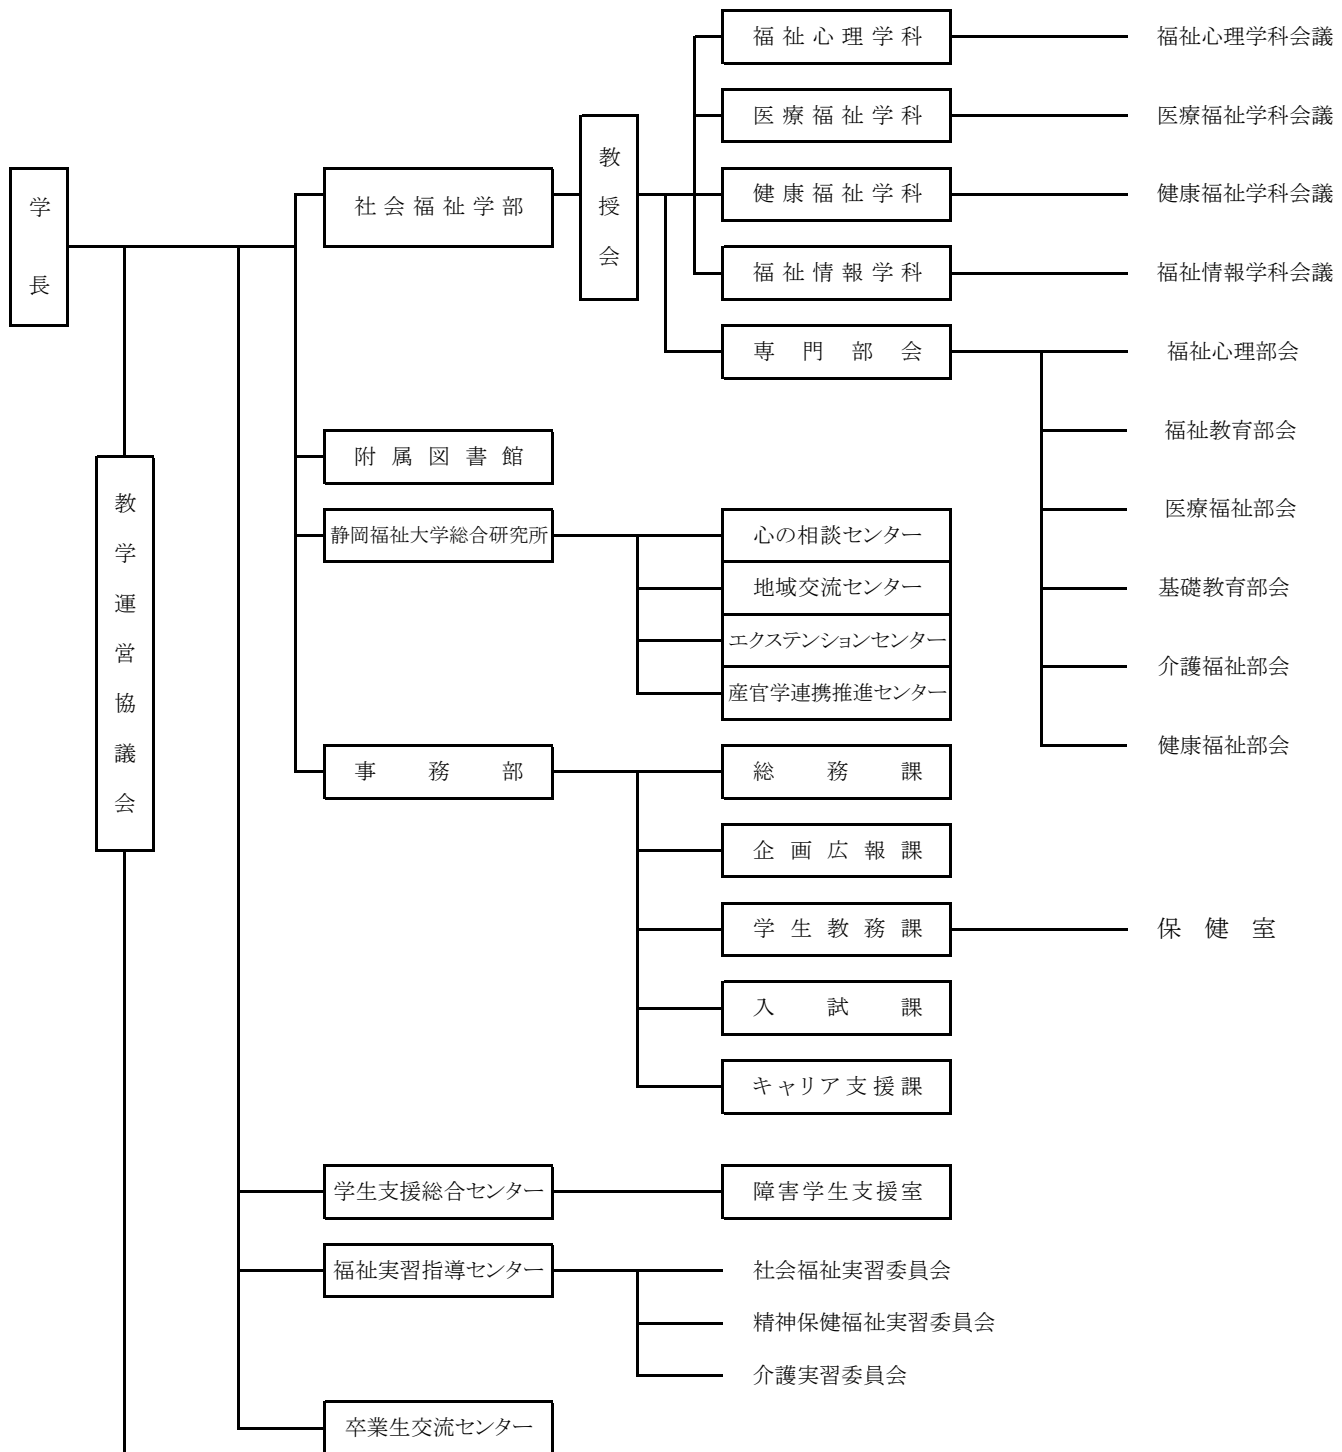 学長
教学運営協議会
社会福祉学部
教授会
福祉心理学科
福祉心理学科会議
医療福祉学科
医療福祉学科会議
健康福祉学科
健康福祉学科会議
福祉情報学科
福祉情報学科会議
専門部会
福祉心理部会
福祉教育部会
医療福祉部会
基礎教育部会
介護福祉部会
健康福祉部会
附属図書館
静岡福祉大学総合研究所
心の相談センター
地域交流センター
エクステンションセンター
産官学連携推進センター
事務部
総務課
企画広報課
学生教務課
保健室
入試課
キャリア支援課
学生支援総合センター
障害学生支援室
福祉実習指導センター
社会福祉実習委員会
精神保健福祉実習委員会
介護実習委員会
卒業生交流センター